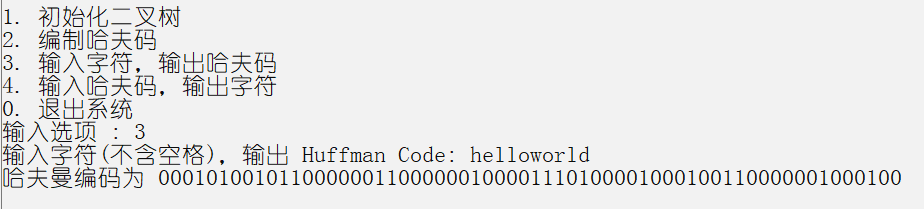 1. 初始化二叉树
2. 编制哈夫码
3. 输入字符，输出哈夫码
4. 输入哈夫码，输出字符
0. 退出系统
输入选项 : 3
输入字符(不含空格)，输出 Huffman Code: helloworld
哈夫曼编码为 00010100101100000011000000100001110100001000100110000001000100